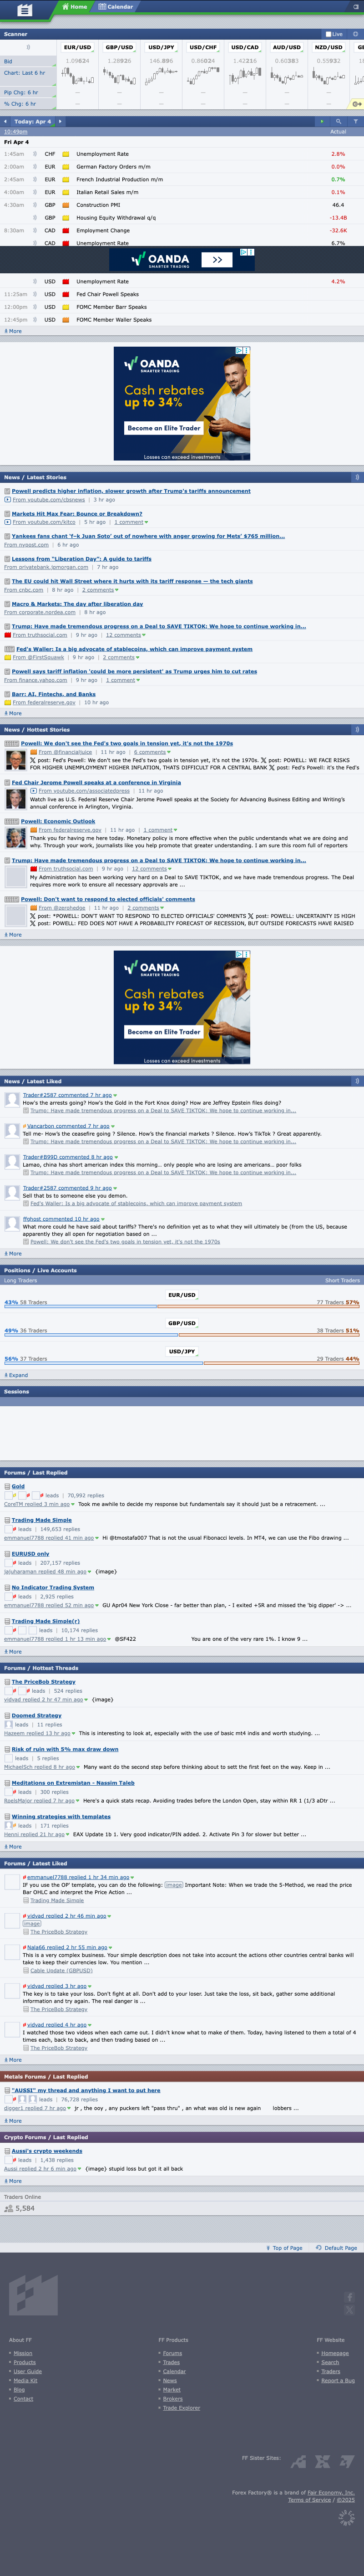 Home Calendar
Scanner Live
EUR/USD GBP/USD USD/JPY USD/CHF USD/CAD AUD/USD NZD/USD
Bid
Chart: Last 6 hr
Pip Chg: 6 hr
% Chg: 6 hr
Today: Apr 4
10:49pm Actual
Fri Apr 4
1:45am CHF Unemployment Rate 2.8%
2:00am EUR German Factory Orders m/m 0.0%
2:45am EUR French Industrial Production m/m 0.7%
4:00am EUR Italian Retail Sales m/m 0.1%
4:30am GBP Construction PMI 46.4
GBP Housing Equity Withdrawal q/q -13.4B
8:30am CAD Employment Change -32.6K
CAD Unemployment Rate 6.7%
OANDA
SMARTER TRADING
>>
USD Unemployment Rate 4.2%
11:25am USD Fed Chair Powell Speaks
12:00pm USD FOMC Member Barr Speaks
12:45pm USD FOMC Member Waller Speaks
More
OANDA
SMARTER TRADING
Cash rebates
up to 34%
Become an Elite Trader
Losses can exceed investments
News / Latest Stories
Powell predicts higher inflation, slower growth after Trump's tariffs announcement
From youtube.com/cbsnews | 3 hr ago
Markets Hit Max Fear: Bounce or Breakdown?
From youtube.com/kitco | 5 hr ago | 1 comment
Yankees fans chant 'f–k Juan Soto' out of nowhere with anger growing for Mets' $765 million...
From nypost.com | 6 hr ago
Lessons from "Liberation Day": A guide to tariffs
From privatebank.jpmorgan.com | 7 hr ago
The EU could hit Wall Street where it hurts with its tariff response — the tech giants
From cnbc.com | 8 hr ago | 2 comments
Macro & Markets: The day after liberation day
From corporate.nordea.com | 8 hr ago
Trump: Have made tremendous progress on a Deal to SAVE TIKTOK: We hope to continue working in...
From truthsocial.com | 9 hr ago | 12 comments
Fed's Waller: Is a big advocate of stablecoins, which can improve payment system
From @FirstSquawk | 9 hr ago | 2 comments
Powell says tariff inflation 'could be more persistent' as Trump urges him to cut rates
From finance.yahoo.com | 9 hr ago | 1 comment
Barr: AI, Fintechs, and Banks
From federalreserve.gov | 10 hr ago
More
News / Hottest Stories
Powell: We don't see the Fed's two goals in tension yet, it's not the 1970s
From @financialjuice | 11 hr ago | 6 comments
post: Fed's Powell: We don't see the Fed's two goals in tension yet, it's not the 1970s. post: POWELL: WE FACE RISKS
FOR HIGHER UNEMPLOYMENT HIGHER INFLATION, THATS DIFFICULT FOR A CENTRAL BANK post: Fed's Powell: it's the Fed's
Fed Chair Jerome Powell speaks at a conference in Virginia
From youtube.com/associatedpress | 11 hr ago
Watch live as U.S. Federal Reserve Chair Jerome Powell speaks at the Society for Advancing Business Editing and Writing's
annual conference in Arlington, Virginia.
Powell: Economic Outlook
From federalreserve.gov | 11 hr ago | 1 comment
Thank you for having me here today. Monetary policy is more effective when the public understands what we are doing and
why. Through your work, journalists like you play a critical role in promoting that greater understanding. I am sure this room full of reporters
Trump: Have made tremendous progress on a Deal to SAVE TIKTOK: We hope to continue working in...
From truthsocial.com | 9 hr ago | 12 comments
My Administration has been working very hard on a Deal to SAVE TIKTOK, and we have made tremendous progress. The Deal
requires more work to ensure all necessary approvals are ...
Powell: Don't want to respond to elected officials' comments
From @zerohedge | 11 hr ago | 2 comments
post: *POWELL: DON'T WANT TO RESPOND TO ELECTED OFFICIALS' COMMENTS post: POWELL: UNCERTAINTY IS HIGH
post: POWELL: FED DOES NOT HAVE A PROBABILITY FORECAST OF RECESSION, BUT OUTSIDE FORECASTS HAVE RAISED
More
OANDA
SMARTER TRADING
Cash rebates
up to 34%
Become an Elite Trader
Losses can exceed investments
News / Latest Liked
Trader#2587 commented 7 hr ago
How's the arrests going? How's the Gold in the Fort Knox doing? How are Jeffrey Epstein files doing?
Trump: Have made tremendous progress on a Deal to SAVE TIKTOK: We hope to continue working in...
Vancarbon commented 7 hr ago
Tell me- How's the ceasefire going ? Silence. How's the financial markets ? Silence. How's TikTok ? Great apparently.
Trump: Have made tremendous progress on a Deal to SAVE TIKTOK: We hope to continue working in...
Trader#899D commented 8 hr ago
Lamao, china has short american index this morning.. only people who are losing are americans.. poor folks
Trump: Have made tremendous progress on a Deal to SAVE TIKTOK: We hope to continue working in...
Trader#2587 commented 9 hr ago
Sell that bs to someone else you demon.
Fed's Waller: Is a big advocate of stablecoins, which can improve payment system
ffghost commented 10 hr ago
What more could he have said about tariffs? There's no definition yet as to what they will ultimately be (from the US, because
apparently they all open for negotiation based on ...
Powell: We don't see the Fed's two goals in tension yet, it's not the 1970s
More
Positions / Live Accounts
Long Traders Short Traders
EUR/USD
43% 58 Traders 77 Traders 57%
GBP/USD
49% 36 Traders 38 Traders 51%
USD/JPY
56% 37 Traders 29 Traders 44%
Expand
Sessions
Forums / Last Replied
Gold
leads | 70,992 replies
CoreTM replied 3 min ago Took me awhile to decide my response but fundamentals say it should just be a retracement. ...
Trading Made Simple
leads | 149,653 replies
emmanuel7788 replied 41 min ago Hi @mostafa007 That is not the usual Fibonacci levels. In MT4, we can use the Fibo drawing ...
EURUSD only
leads | 207,157 replies
lajuharaman replied 48 min ago {image}
No Indicator Trading System
leads | 2,925 replies
emmanuel7788 replied 52 min ago GU Apr04 New York Close - far better than plan, - I exited +5R and missed the 'big dipper' -> ...
Trading Made Simple(r)
leads | 10,174 replies
emmanuel7788 replied 1 hr 13 min ago @SF422 You are one of the very rare 1%. I know 9 ...
More
Forums / Hottest Threads
The PriceBob Strategy
leads | 524 replies
vidyad replied 2 hr 47 min ago {image}
Doomed Strategy
leads | 11 replies
Hazeem replied 13 hr ago This is interesting to look at, especially with the use of basic mt4 indis and worth studying. ...
Risk of ruin with 5% max draw down
leads | 5 replies
MichaelSch replied 8 hr ago Many want do the second step before thinking about to sett the first feet on the way. Keep in ...
Meditations on Extremistan - Nassim Taleb
leads | 300 replies
RoelsMajor replied 7 hr ago Here's a quick stats recap. Avoiding trades before the London Open, stay within RR 1 (1/3 aDtr ...
Winning strategies with templates
leads | 171 replies
Henni replied 21 hr ago EAX Update 1b 1. Very good indicator/PIN added. 2. Activate Pin 3 for slower but better ...
More
Forums / Latest Liked
emmanuel7788 replied 1 hr 34 min ago
IF you use the OP' template, you can do the following: image Important Note: When we trade the 5-Method, we read the price
Bar OHLC and interpret the Price Action ...
Trading Made Simple
vidyad replied 2 hr 46 min ago
image
The PriceBob Strategy
Nala66 replied 2 hr 55 min ago
This is a very complex business. Your simple description does not take into account the actions other countries central banks will
take to keep their currencies low. You mention ...
Cable Update (GBPUSD)
vidyad replied 3 hr ago
The key is to take your loss. Don't fight at all. Don't add to your loser. Just take the loss, sit back, gather some additional
information and try again. The real danger is ...
The PriceBob Strategy
vidyad replied 4 hr ago
I watched those two videos when each came out. I didn't know what to make of them. Today, having listened to them a total of 4
times each, back to back, and then trading based on ...
The PriceBob Strategy
More
Metals Forums / Last Replied
"AUSSI" my thread and anything I want to put here
leads | 76,728 replies
digger1 replied 7 hr ago jr , the ooy , any puckers left "pass thru" , an what was old is new again lobbers ...
More
Crypto Forums / Last Replied
Aussi's crypto weekends
leads | 1,438 replies
Aussi replied 2 hr 6 min ago {image} stupid loss but got it all back
More
Traders Online
5,584
Top of Page Default Page
About FF
Mission
Products
User Guide
Media Kit
Blog
Contact
FF Products
Forums
Trades
Calendar
News
Market
Brokers
Trade Explorer
FF Website
Homepage
Search
Traders
Report a Bug
FF Sister Sites:
Forex Factory® is a brand of Fair Economy, Inc.
Terms of Service / ©2025